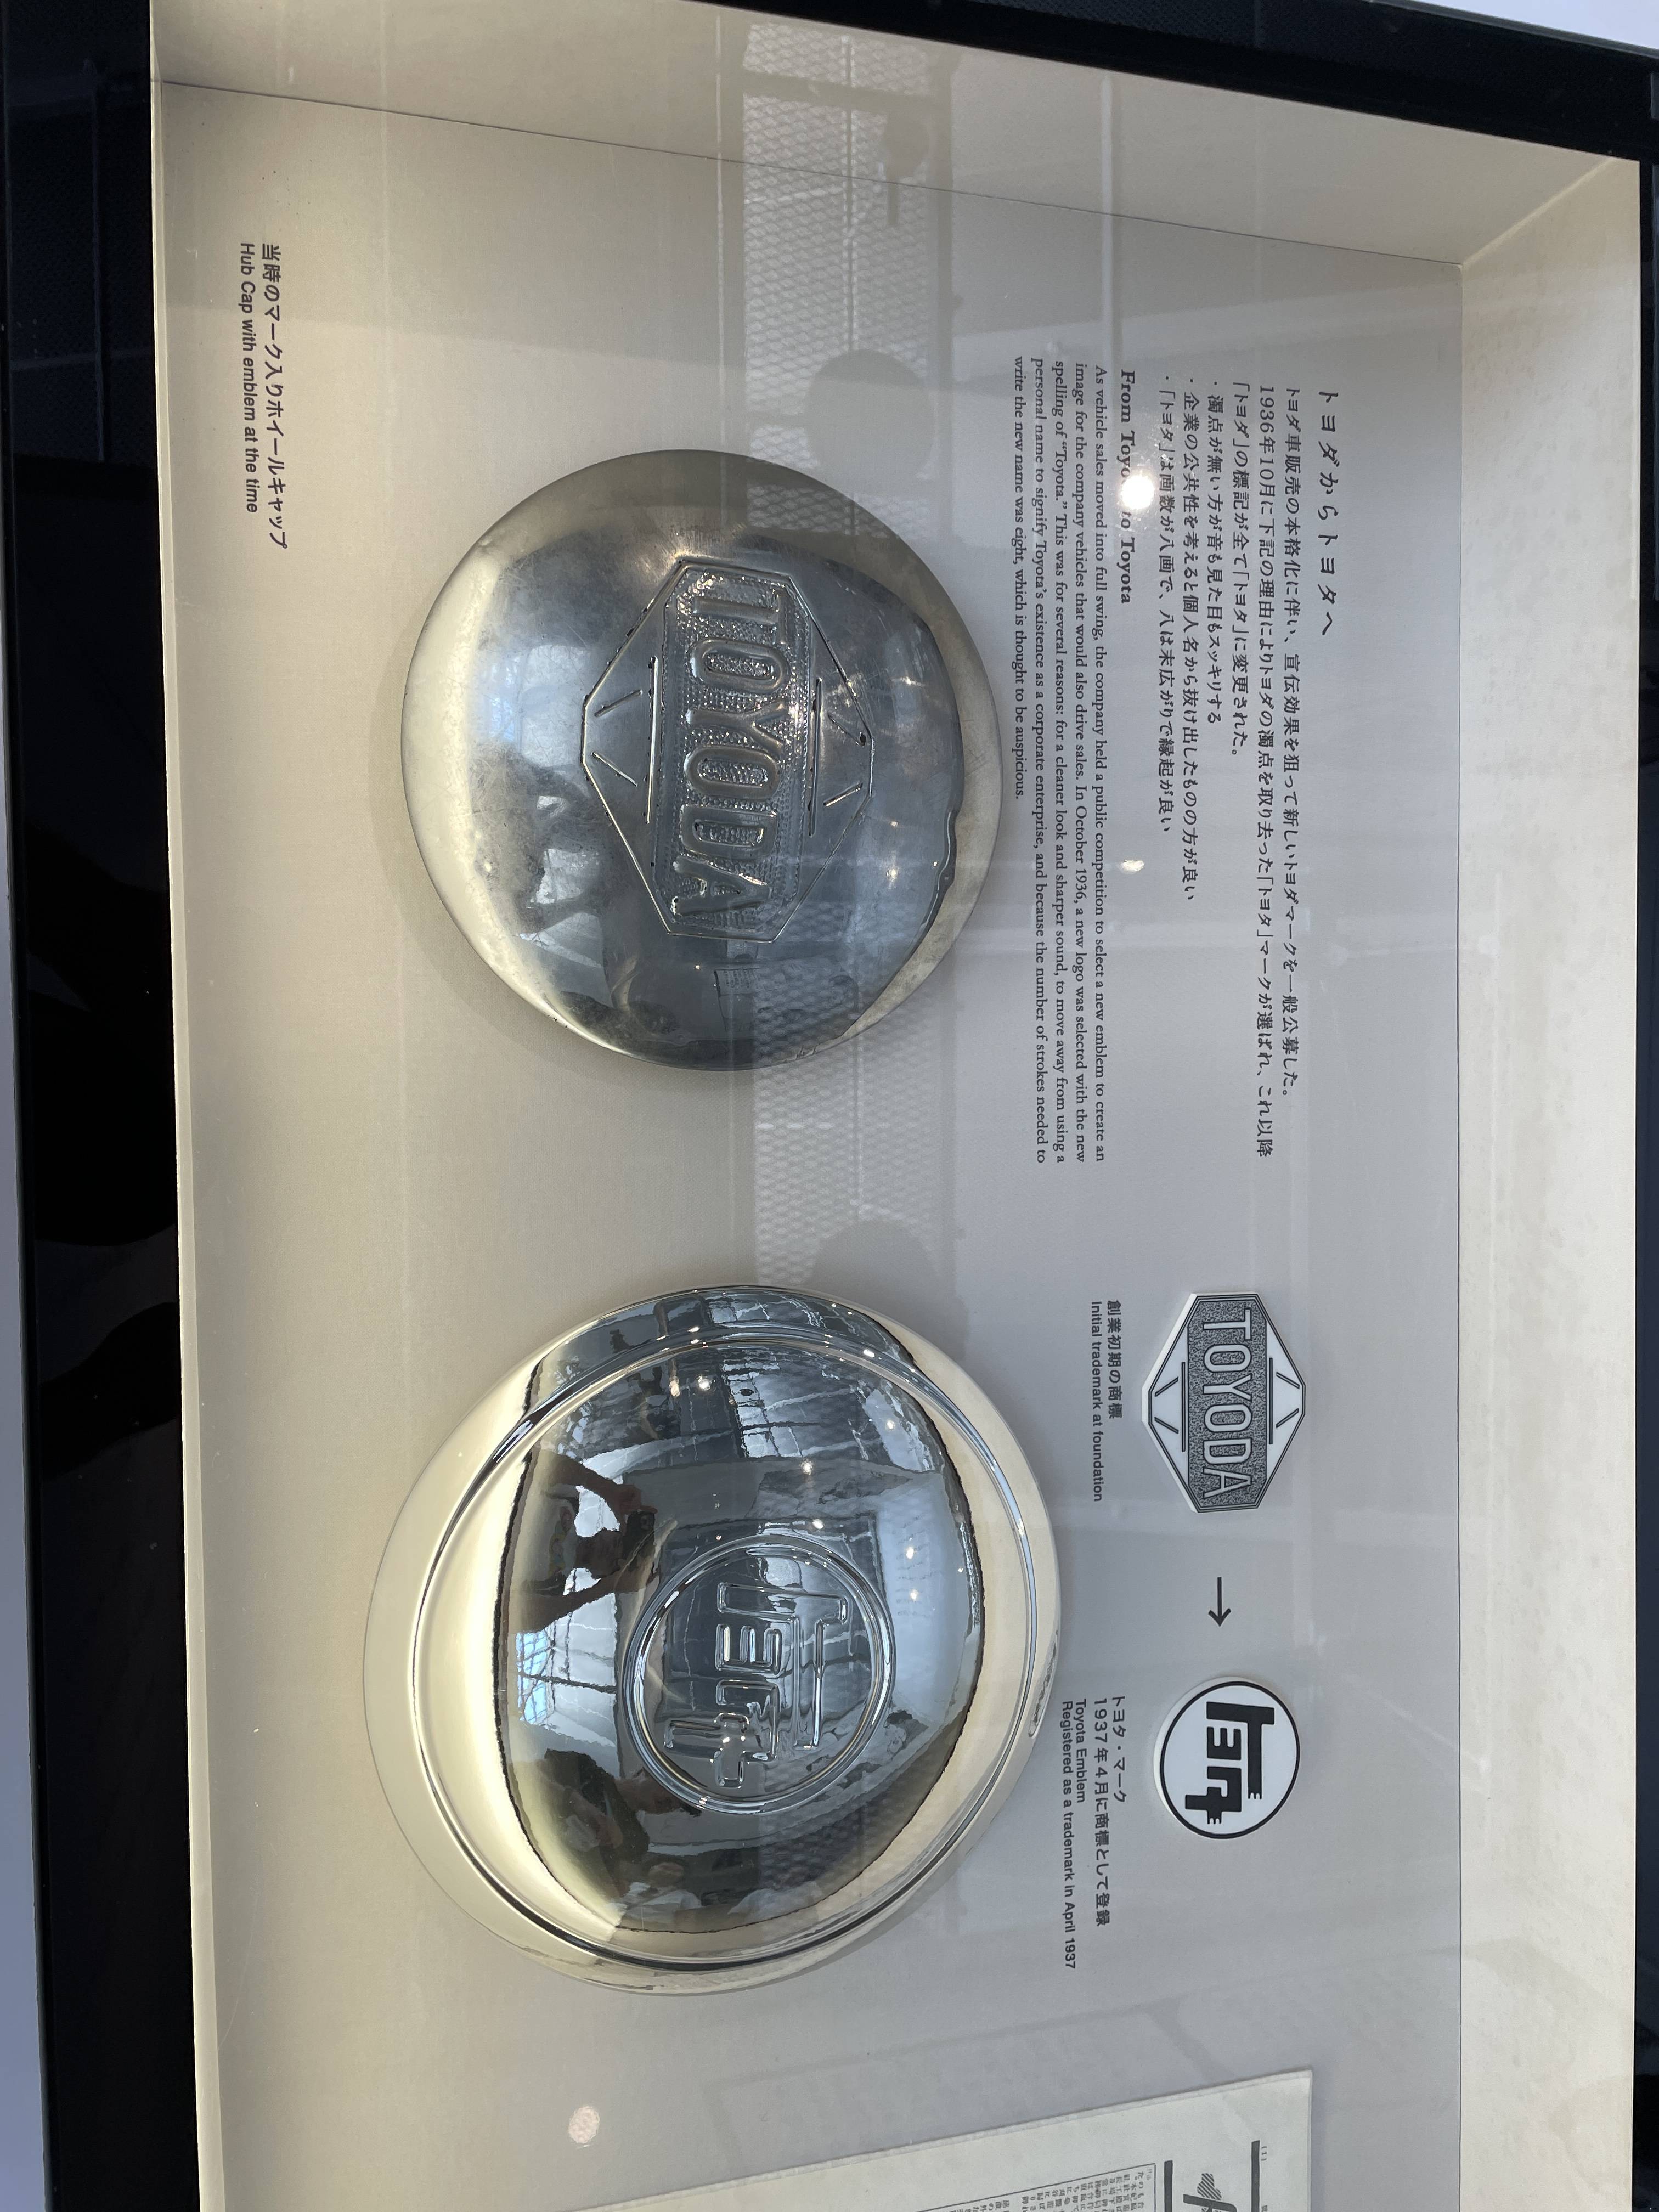 トヨダからトヨタへ
トヨダ車販売の本格化に伴い、宣伝効果を狙って新しいトヨダマークを一般公募した。
1936年10月に下記の理由によりトヨダの濁点を取り去った「トヨタ」マークが選ばれ、これ以降
「トヨダ」の標記が全て「トヨタ」に変更された。
・濁点が無い方が音も見た目もスッキリする
・企業の公共性を考えると個人名から抜け出したものの方が良い
・「トヨタ」は画数が八画で、八は末広がりで縁起が良い
From to Toyota
As vehicle sales moved into full swing, the company held a public competition to select a new emblem to create an
image for the company vehicles that would also drive sales. In October 1936, a new logo was selected with the new
spelling of “Toyota.” This was for several reasons: for a cleaner look and sharper sound, to move away from using a
personal name to signify Toyota’s existence as a corporate enterprise, and because the number of strokes needed to
write the new name was eight, which is thought to be auspicious.
TOYODA
創業初期の商標
Initial trademark at foundation
→
トヨタ
トヨタ・マーク
1937年4月に商標として登録
Toyota Emblem
Registered as a trademark in April 1937
TOYODA
トヨタ
当時のマーク入りホイールキャップ
Hub Cap with emblem at the time